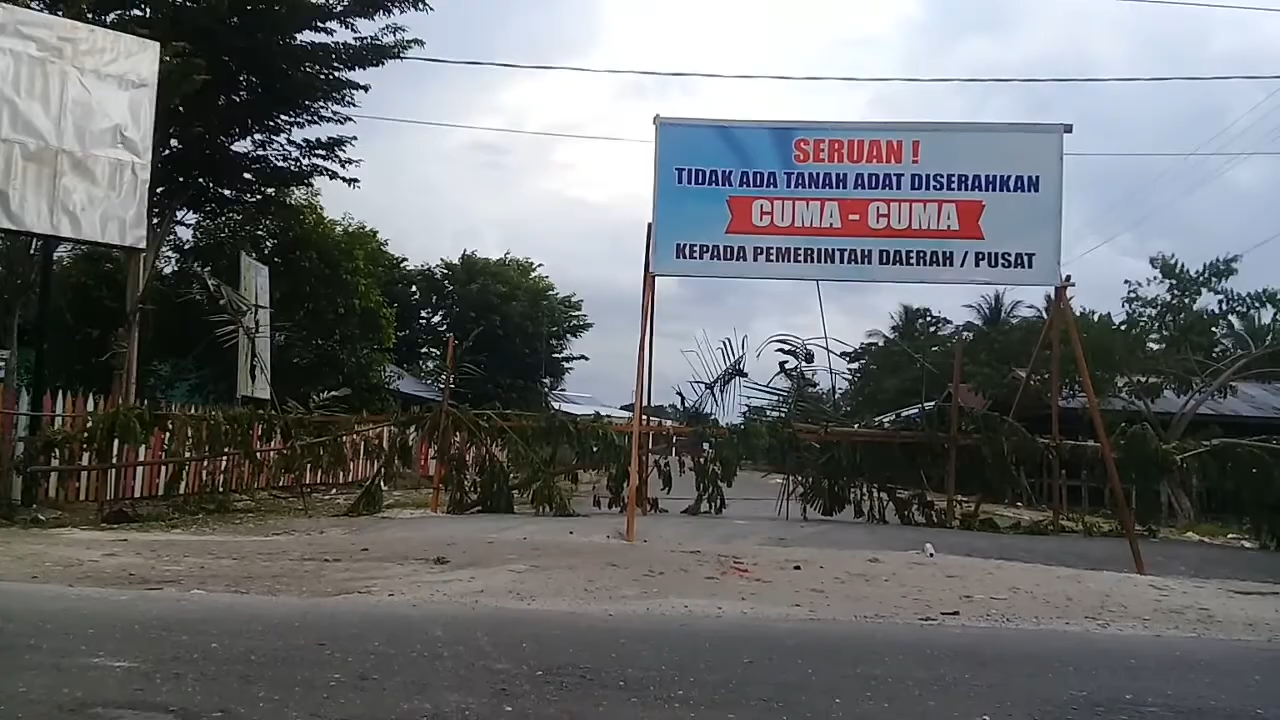 SERUAN !
TIDAK ADA TANAH ADAT DISERAHKAN
CUMA - CUMA
KEPADA PEMERINTAH DAERAH / PUSAT